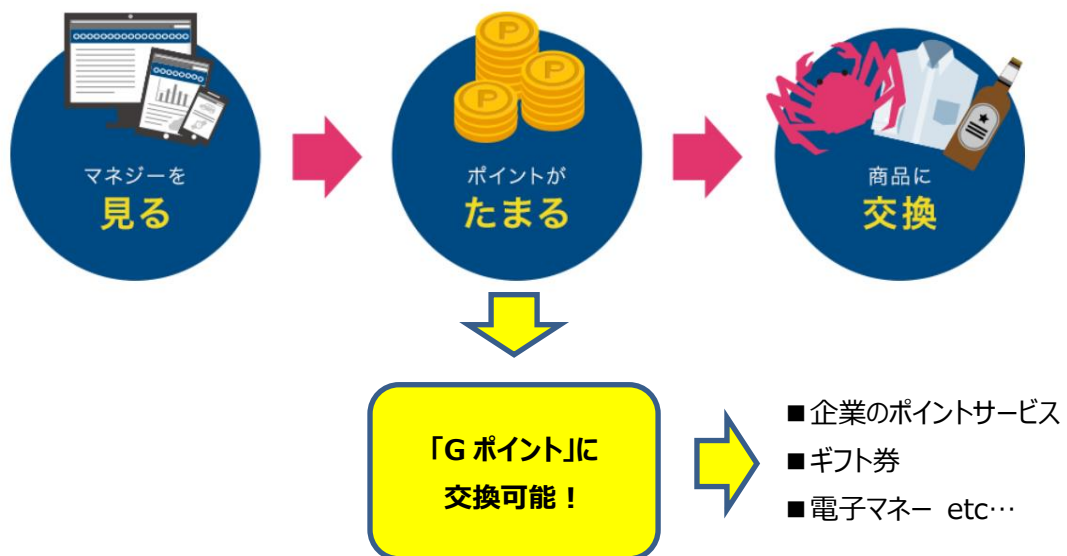 マネジーを
見る
ポイントが
たまる
商品に
交換
P
P
P
「G ポイント」に
交換可能！
■企業のポイントサービス
■ギフト券
■電子マネー etc…